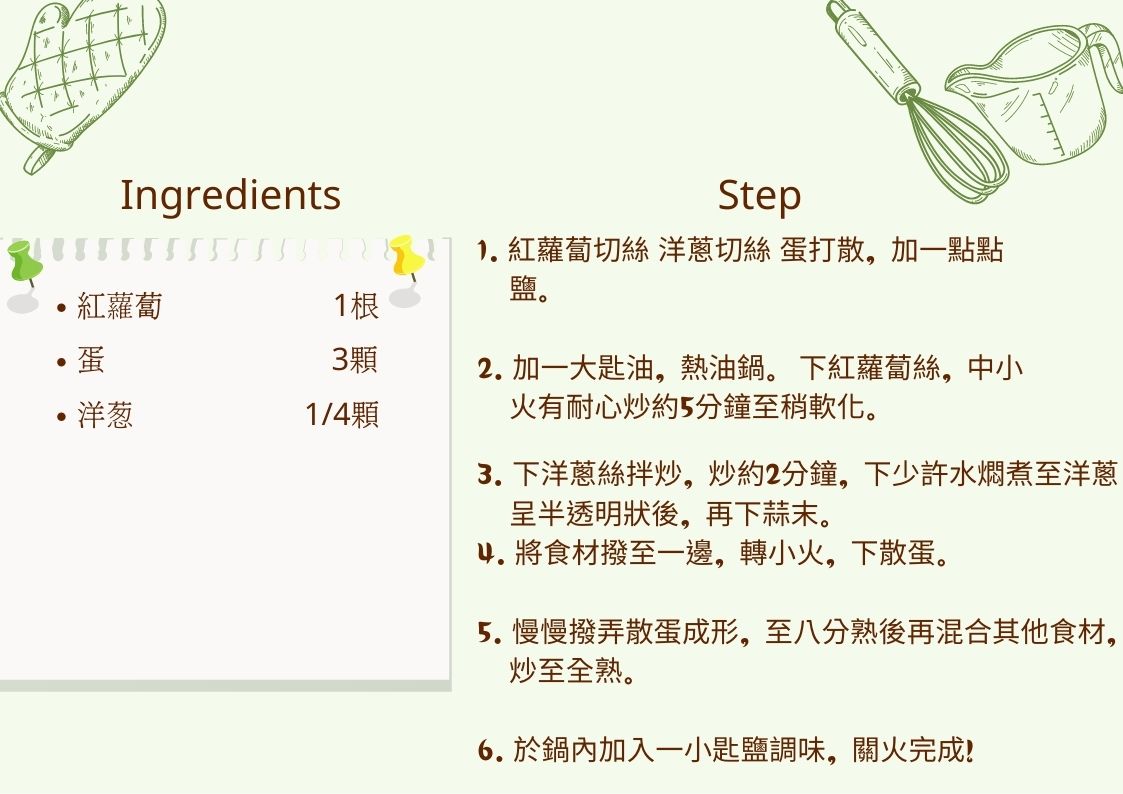 Ingredients
• 紅蘿蔔 1根
• 蛋 3顆
• 洋葱 1/4顆
Step
1. 紅蘿蔔切絲 洋蔥切絲 蛋打散，加一點點
鹽。
2. 加一大匙油，熱油鍋。 下紅蘿蔔絲，中小
火有耐心炒約5分鐘至稍軟化。
3. 下洋蔥絲拌炒，炒約2分鐘，下少許水燜煮至洋蔥
呈半透明狀後，再下蒜末。
4. 將食材撥至一邊，轉小火，下散蛋。
5. 慢慢撥弄散蛋成形，至八分熟後再混合其他食材，
炒至全熟。
6. 於鍋內加入一小匙鹽調味，關火完成!